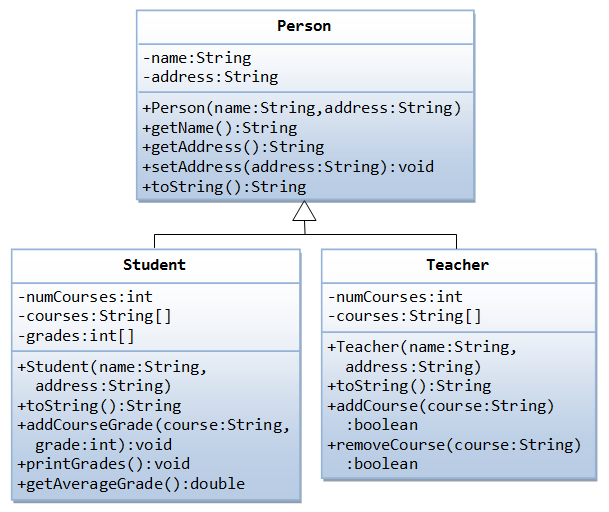 Person
-name:String
-address:String
+Person(name:String,address:String)
+getName():String
+getAddress():String
+setAddress(address:String):void
+toString():String
Student
-numCourses:int
-courses:String[]
-grades:int[]
+Student(name:String,
address:String)
+toString():String
+addCourseGrade(course:String,
grade:int):void
+printGrades():void
+getAverageGrade():double
Teacher
-numCourses:int
-courses:String[]
+Teacher(name:String,
address:String)
+toString():String
+addCourse(course:String)
:boolean
+removeCourse(course:String)
:boolean